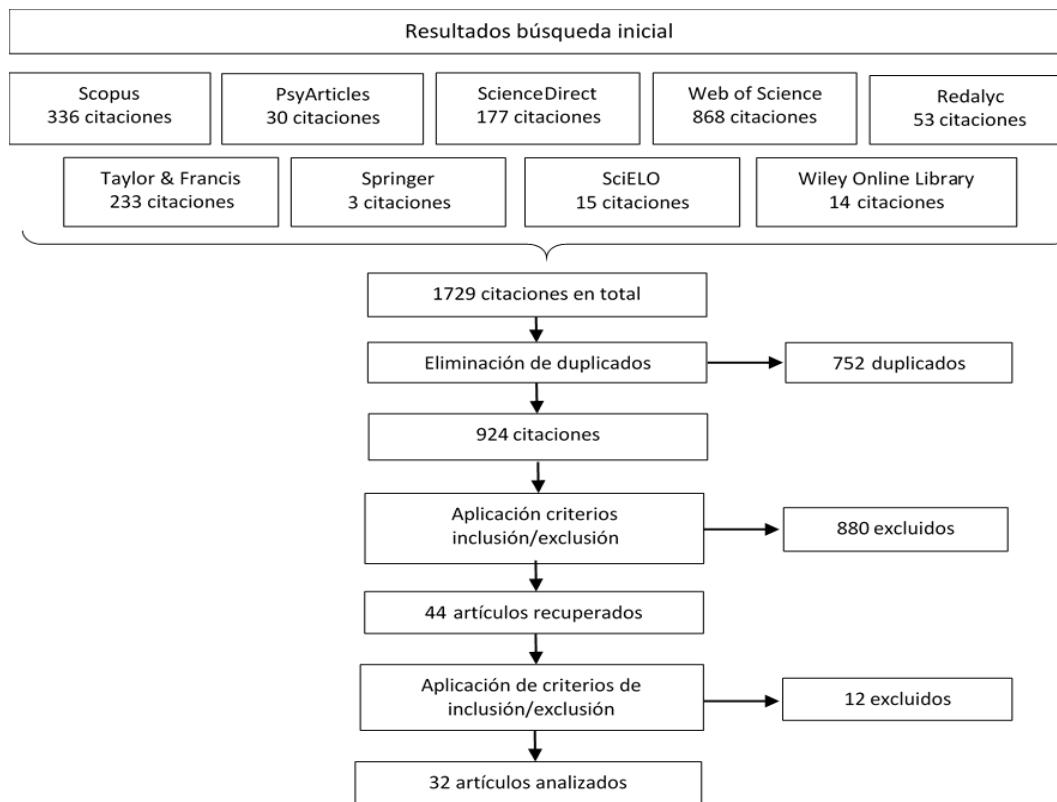 Resultados búsqueda inicial
Scopus
336 citaciones
PsyArticles
30 citaciones
ScienceDirect
177 citaciones
Web of Science
868 citaciones
Redalyc
53 citaciones
Taylor & Francis
233 citaciones
Springer
3 citaciones
SciELO
15 citaciones
Wiley Online Library
14 citaciones
1729 citaciones en total
Eliminación de duplicados
752 duplicados
924 citaciones
Aplicación criterios
inclusión/exclusión
880 excluidos
44 artículos recuperados
Aplicación de criterios de
inclusión/exclusión
12 excluidos
32 artículos analizados